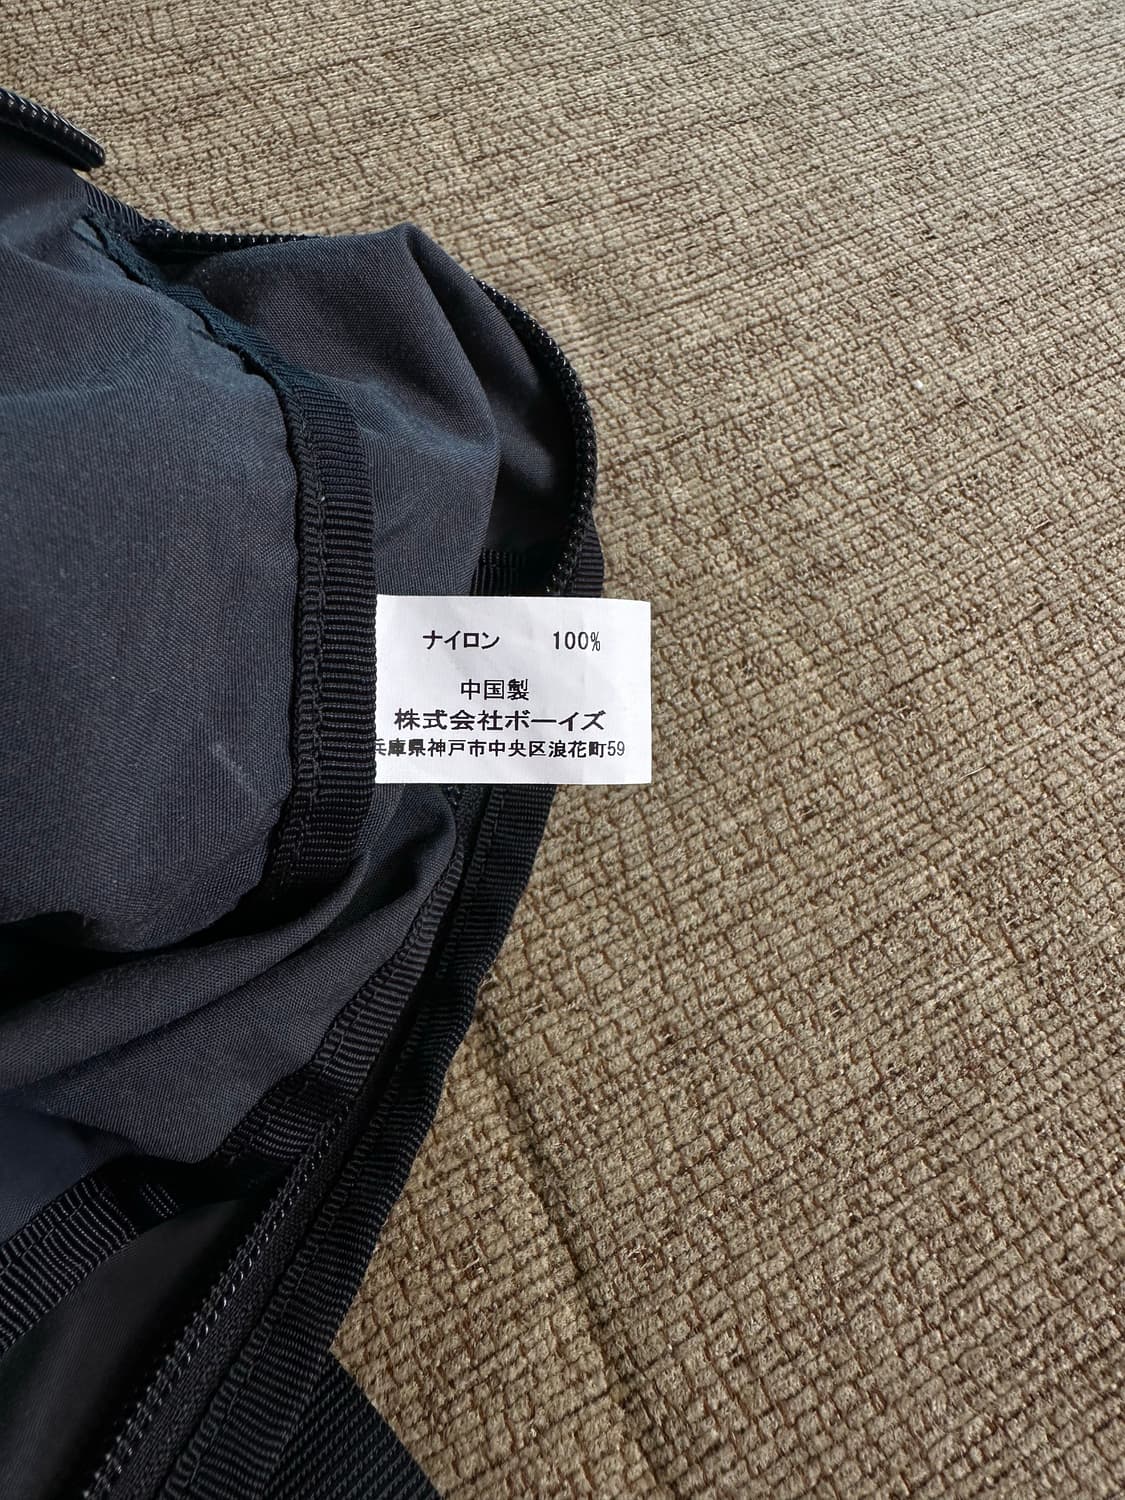 ナイロン 100%
中国製
株式会社ボーイズ
兵庫県神戸市中央区浪花町59